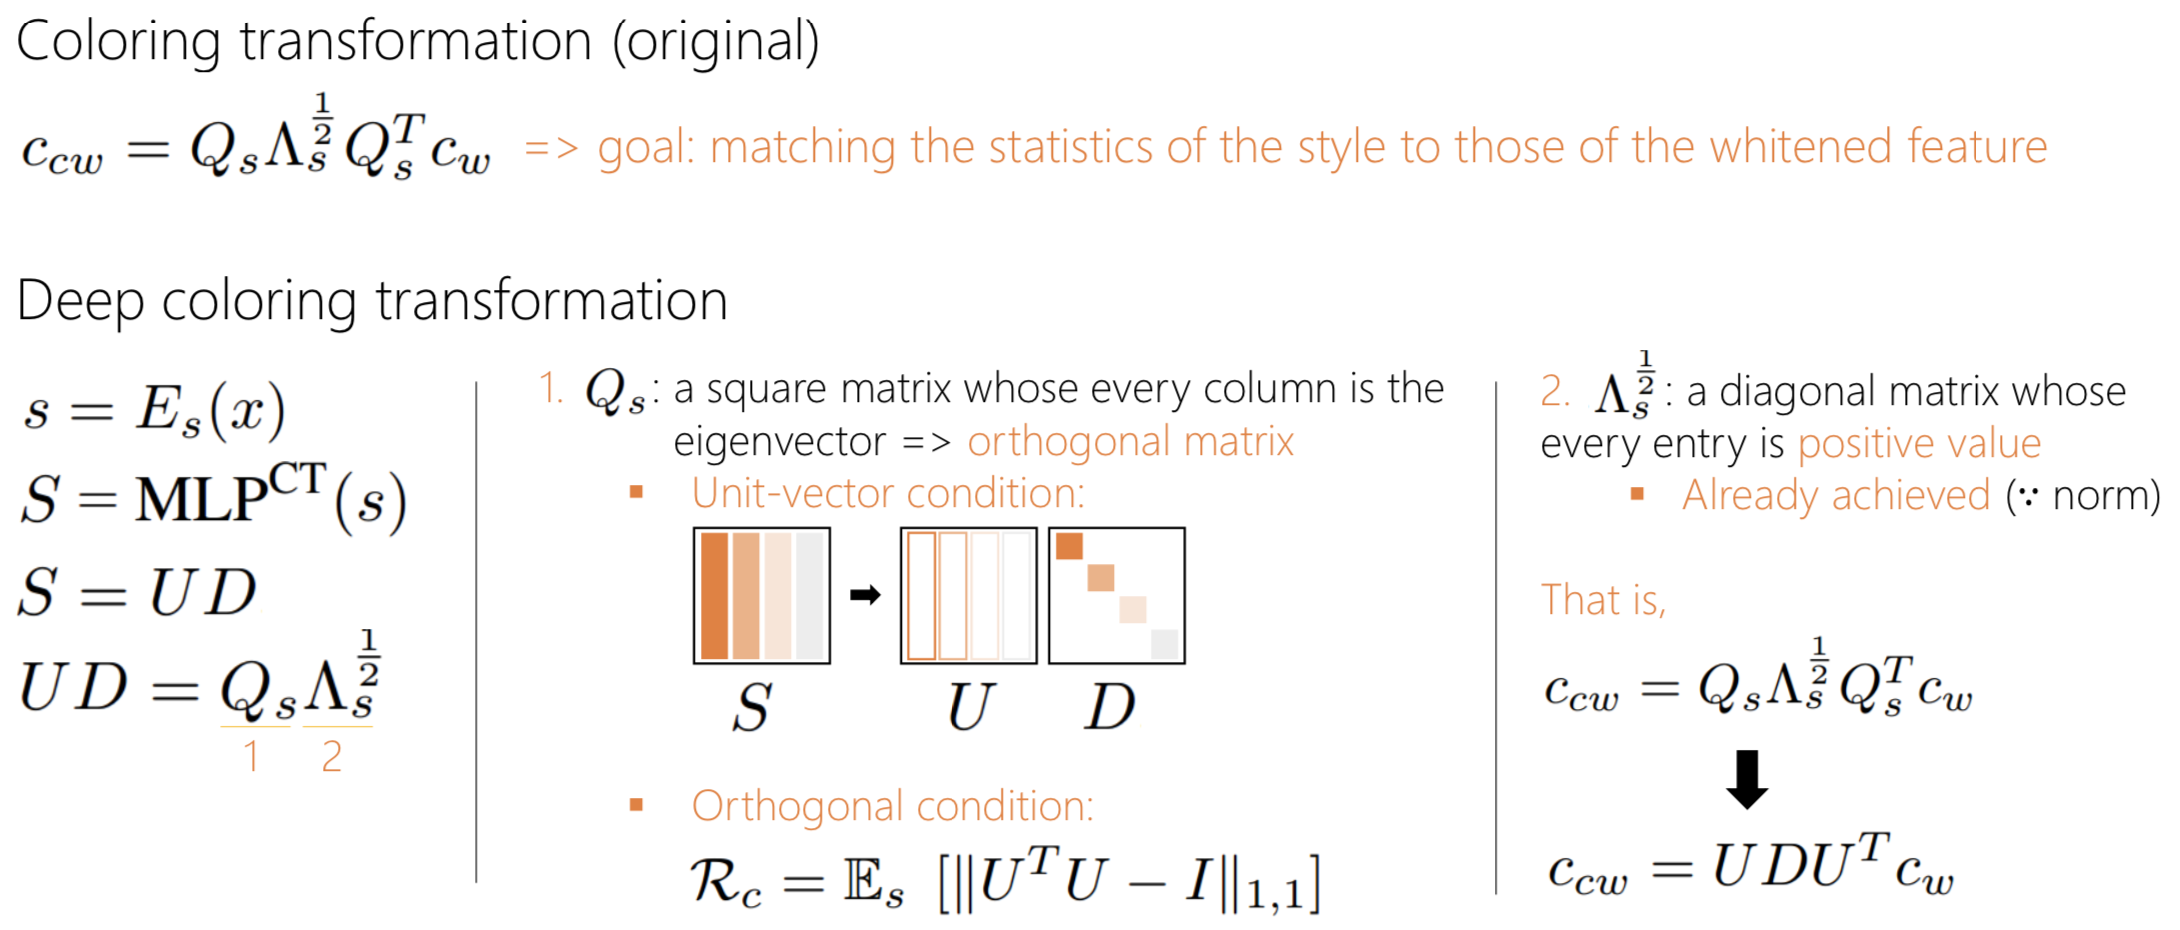 Coloring transformation (original)
$c_{cw} = Q_s \Lambda_s^{\frac{1}{2}} Q_s^T c_w$ => goal: matching the statistics of the style to those of the whitened feature
Deep coloring transformation
$s = E_s(x)$
$S = \mathbf{MLP}^{\mathrm{CT}}(s)$
$S = UD$
$UD = Q_s \Lambda_s^{\frac{1}{2}}$
1 2
1. $Q_s$: a square matrix whose every column is the
eigenvector => orthogonal matrix
▪ Unit-vector condition:
$S$ $U$ $D$
▪ Orthogonal condition:
$\mathcal{R}_c = \mathbb{E}_s \left[ \| U^T U - I \|_{1,1} \right]$
2. $\Lambda_s^{\frac{1}{2}}$: a diagonal matrix whose
every entry is positive value
▪ Already achieved (∵ norm)
That is,
$c_{cw} = Q_s \Lambda_s^{\frac{1}{2}} Q_s^T c_w$
$c_{cw} = UDU^T c_w$